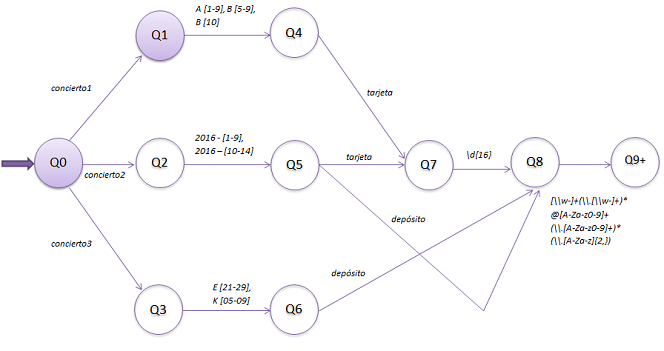 A [1-9], B [5-9],
B [10]
Q1
Q4
concierto1
tarjeta
2016 - [1-9],
2016 – [10-14]
Q0
concierto2
Q2
Q5
tarjeta
Q7
\d{16}
Q8
Q9+
[\\w-]+(\\.[\\w-]+)*
@[A-Za-z0-9]+
(\\.[A-Za-z0-9]+)*
(\\.[A-Za-z]{2,})
depósito
concierto3
depósito
E [21-29],
K [05-09]
Q3
Q6